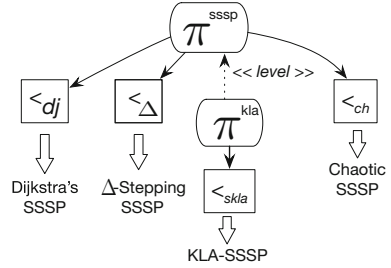 π^sssp
<< level >>
<_dj
<_Δ
π^kla
<_ch
Dijkstra's
SSSP
Δ-Stepping
SSSP
<_skla
Chaotic
SSSP
KLA-SSSP